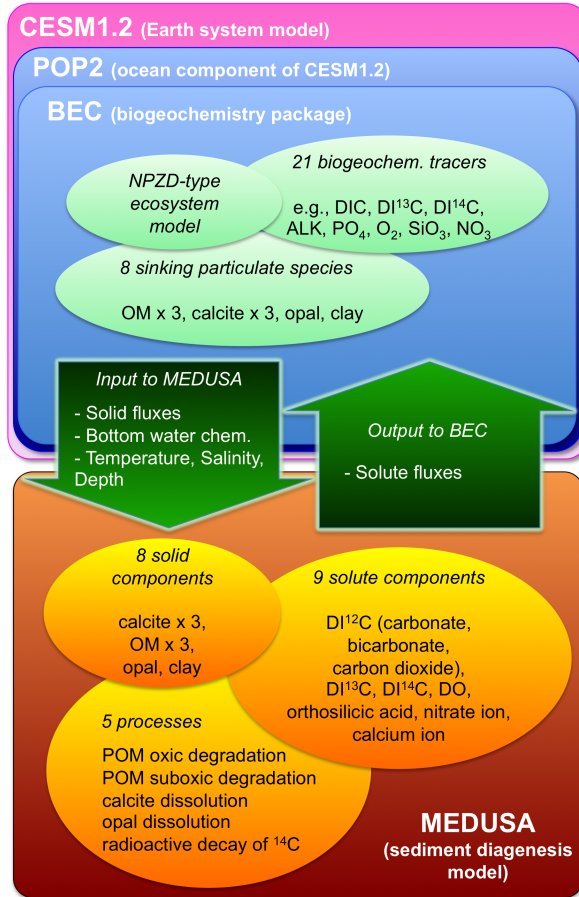 CESM1.2 (Earth system model)
POP2 (ocean component of CESM1.2)
BEC (biogeochemistry package)
NPZD-type
ecosystem
model
21 biogeochem. tracers
e.g., DIC, DI¹³C, DI¹⁴C,
ALK, PO₄, O₂, SiO₃, NO₃
8 sinking particulate species
OM x 3, calcite x 3, opal, clay
Input to MEDUSA
- Solid fluxes
- Bottom water chem.
- Temperature, Salinity,
Depth
Output to BEC
- Solute fluxes
8 solid
components
calcite x 3,
OM x 3,
opal, clay
9 solute components
DI¹²C (carbonate,
bicarbonate,
carbon dioxide),
DI¹³C, DI¹⁴C, DO,
orthosilicic acid, nitrate ion,
calcium ion
5 processes
POM oxic degradation
POM suboxic degradation
calcite dissolution
opal dissolution
radioactive decay of ¹⁴C
MEDUSA
(sediment diagenesis
model)